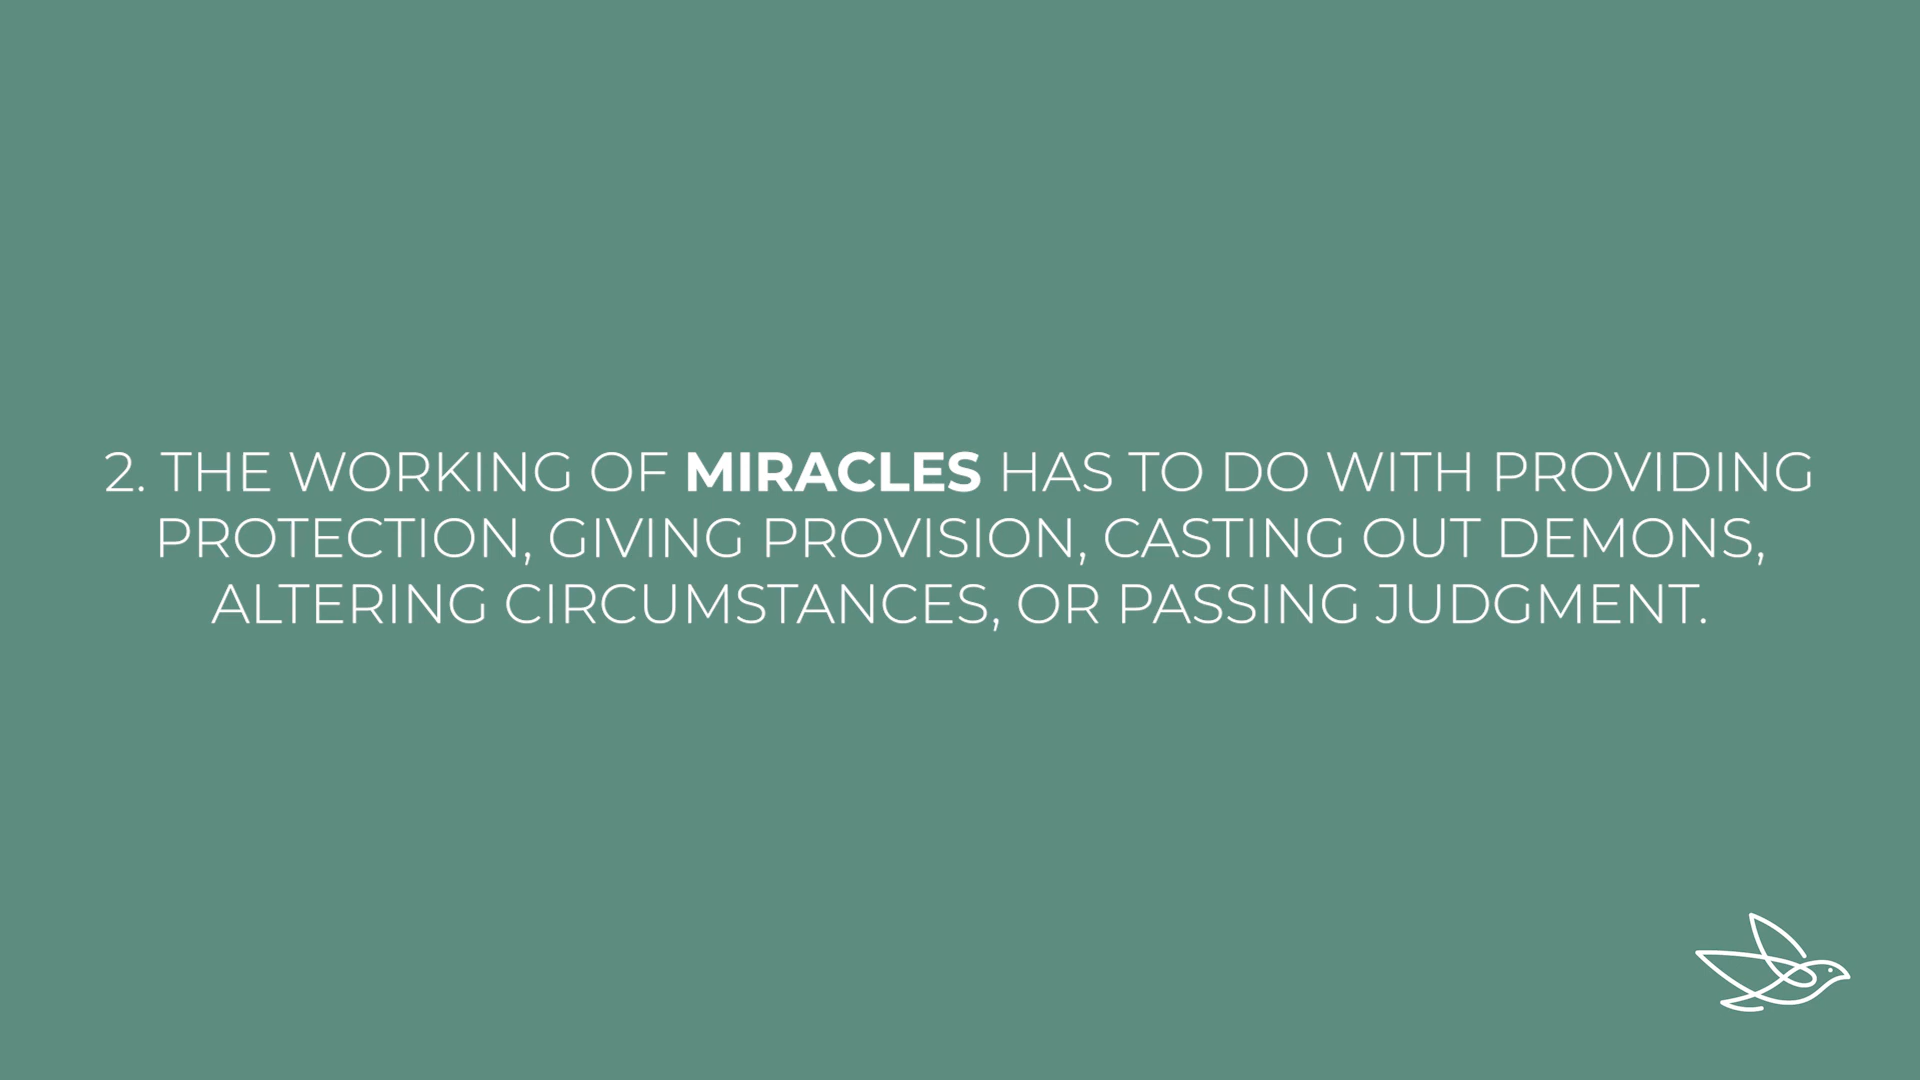 2. THE WORKING OF MIRACLES HAS TO DO WITH PROVIDING
PROTECTION, GIVING PROVISION, CASTING OUT DEMONS,
ALTERING CIRCUMSTANCES, OR PASSING JUDGMENT.